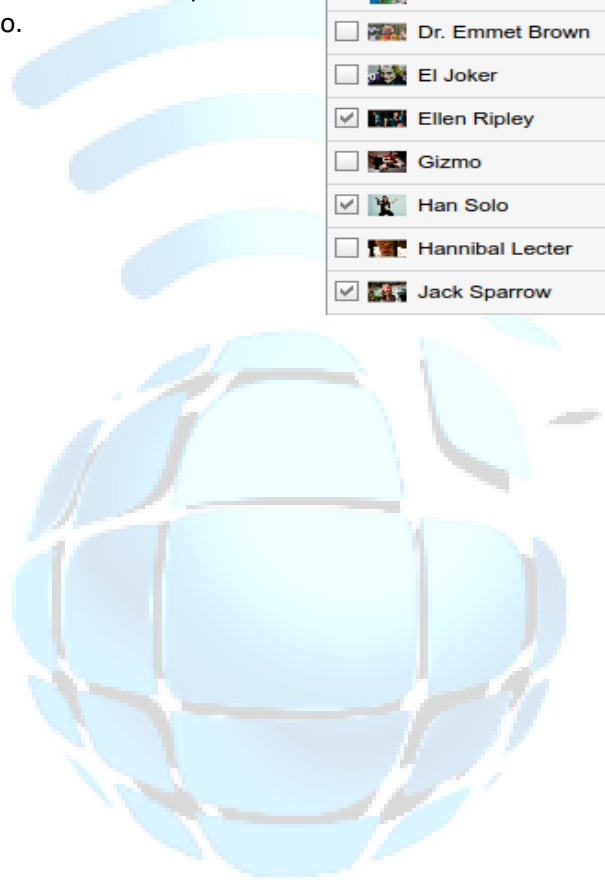 o.
Dr. Emmet Brown
El Joker
Ellen Ripley
Gizmo
Han Solo
Hannibal Lecter
Jack Sparrow